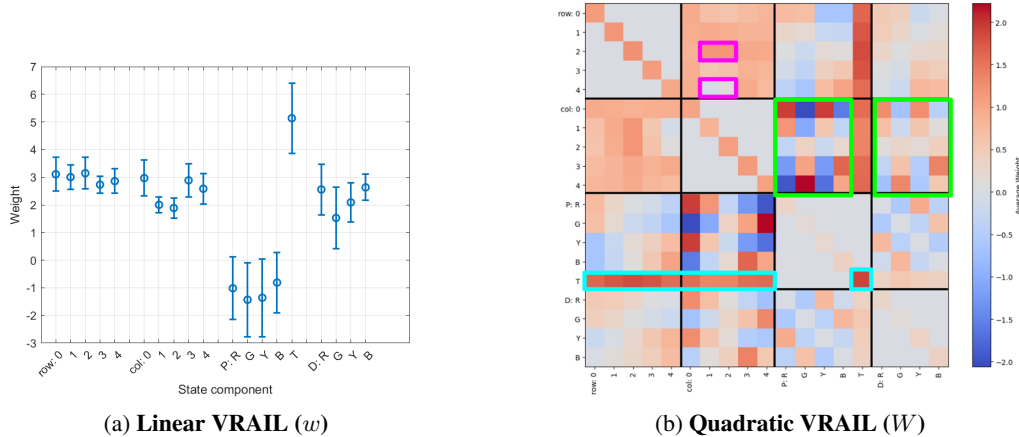 7
6
5
4
3
2
1
0
-1
-2
-3
Weight
row: 0
1
2
3
4
col: 0
1
2
3
4
P: R
G
Y
B
T
D: R
G
Y
B
State component
(a) Linear VRAIL (w)
row: 0
1
2
3
4
col: 0
1
2
3
4
P: R
G
Y
B
T
D: R
G
Y
B
row: 0
1
2
3
4
col: 0
1
2
3
4
P: R
G
Y
B
T
D: R
G
Y
B
2.0
1.5
1.0
0.5
0.0
−0.5
−1.0
−1.5
−2.0
Average Weight
(b) Quadratic VRAIL (W)